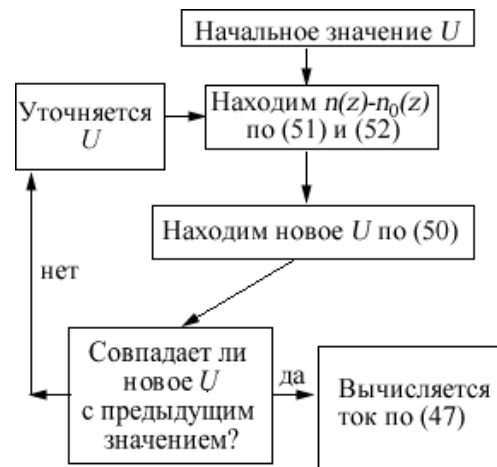 Начальное значение U
Уточняется
U
Находим n(z)-n₀(z)
по (51) и (52)
Находим новое U по (50)
нет
Совпадает ли
новое U
с предыдущим
значением?
да
Вычисляется
ток по (47)